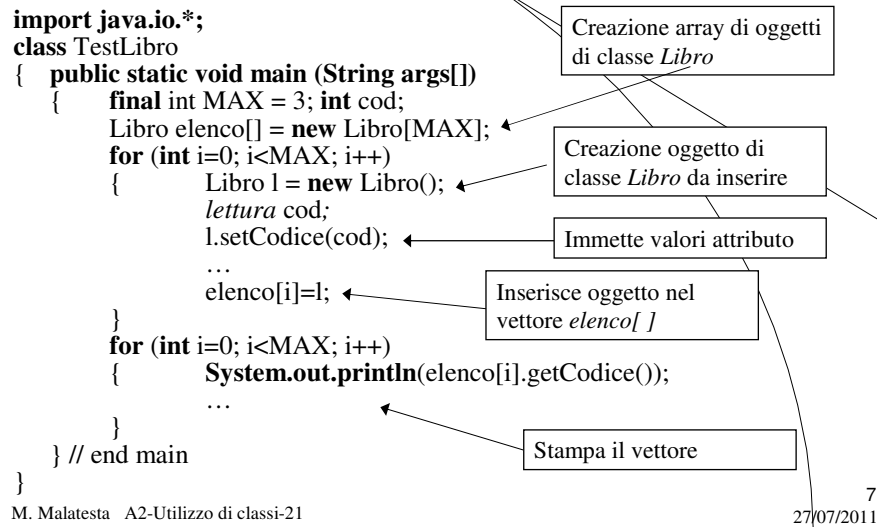 import java.io.*;
class TestLibro
{ public static void main (String args[])
{ final int MAX = 3; int cod;
Libro elenco[] = new Libro[MAX];
for (int i=0; i<MAX; i++)
{ Libro l = new Libro();
lettura cod;
l.setCodice(cod);
…
elenco[i]=l;
}
for (int i=0; i<MAX; i++)
{ System.out.println(elenco[i].getCodice());
…
}
} // end main
}
Creazione array di oggetti
di classe Libro
Creazione oggetto di
classe Libro da inserire
Immette valori attributo
Inserisce oggetto nel
vettore elenco[ ]
Stampa il vettore
M. Malatesta A2-Utilizzo di classi-21
7
27/07/2011